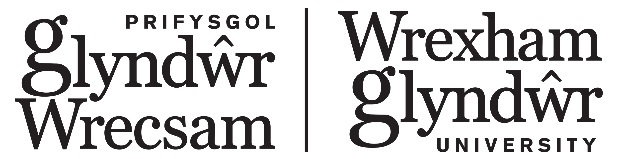 PRIFYSGOL
glyndŵr
Wrecsam
Wrexham
glyndŵr
UNIVERSITY